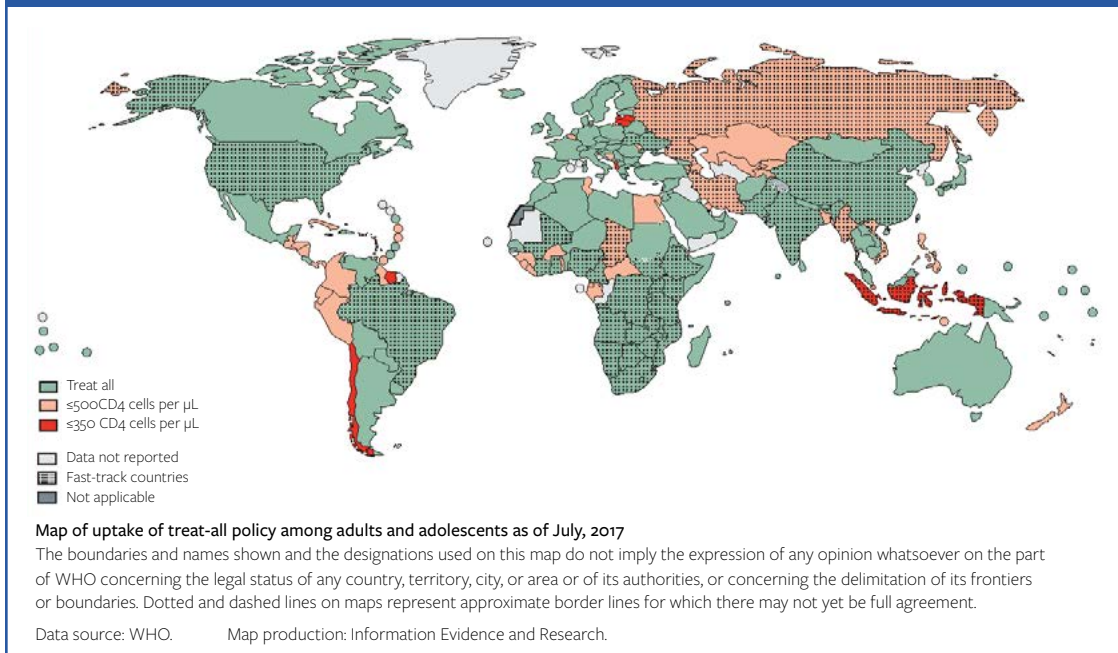 Treat all
≤500CD4 cells per µL
≤350 CD4 cells per µL
Data not reported
Fast-track countries
Not applicable
Map of uptake of treat-all policy among adults and adolescents as of July, 2017
The boundaries and names shown and the designations used on this map do not imply the expression of any opinion whatsoever on the part
of WHO concerning the legal status of any country, territory, city, or area or of its authorities, or concerning the delimitation of its frontiers
or boundaries. Dotted and dashed lines on maps represent approximate border lines for which there may not yet be full agreement.
Data source: WHO. Map production: Information Evidence and Research.